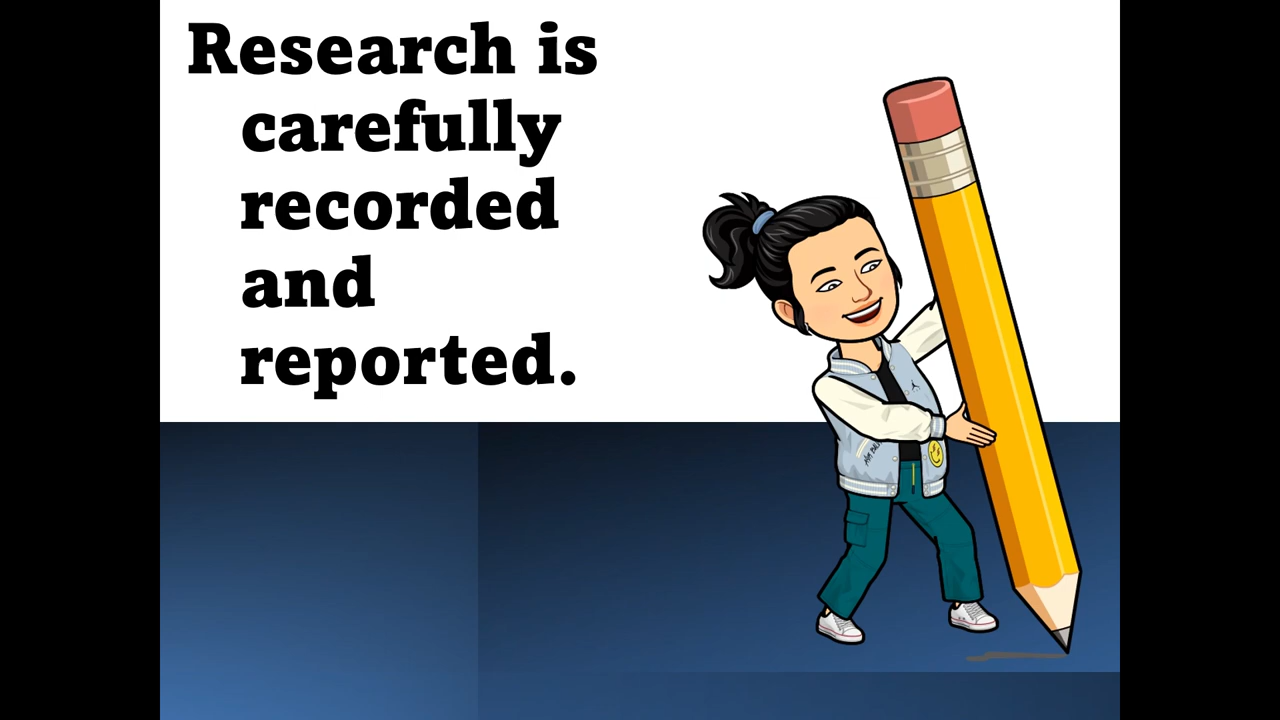 Research is
carefully
recorded
and
reported.